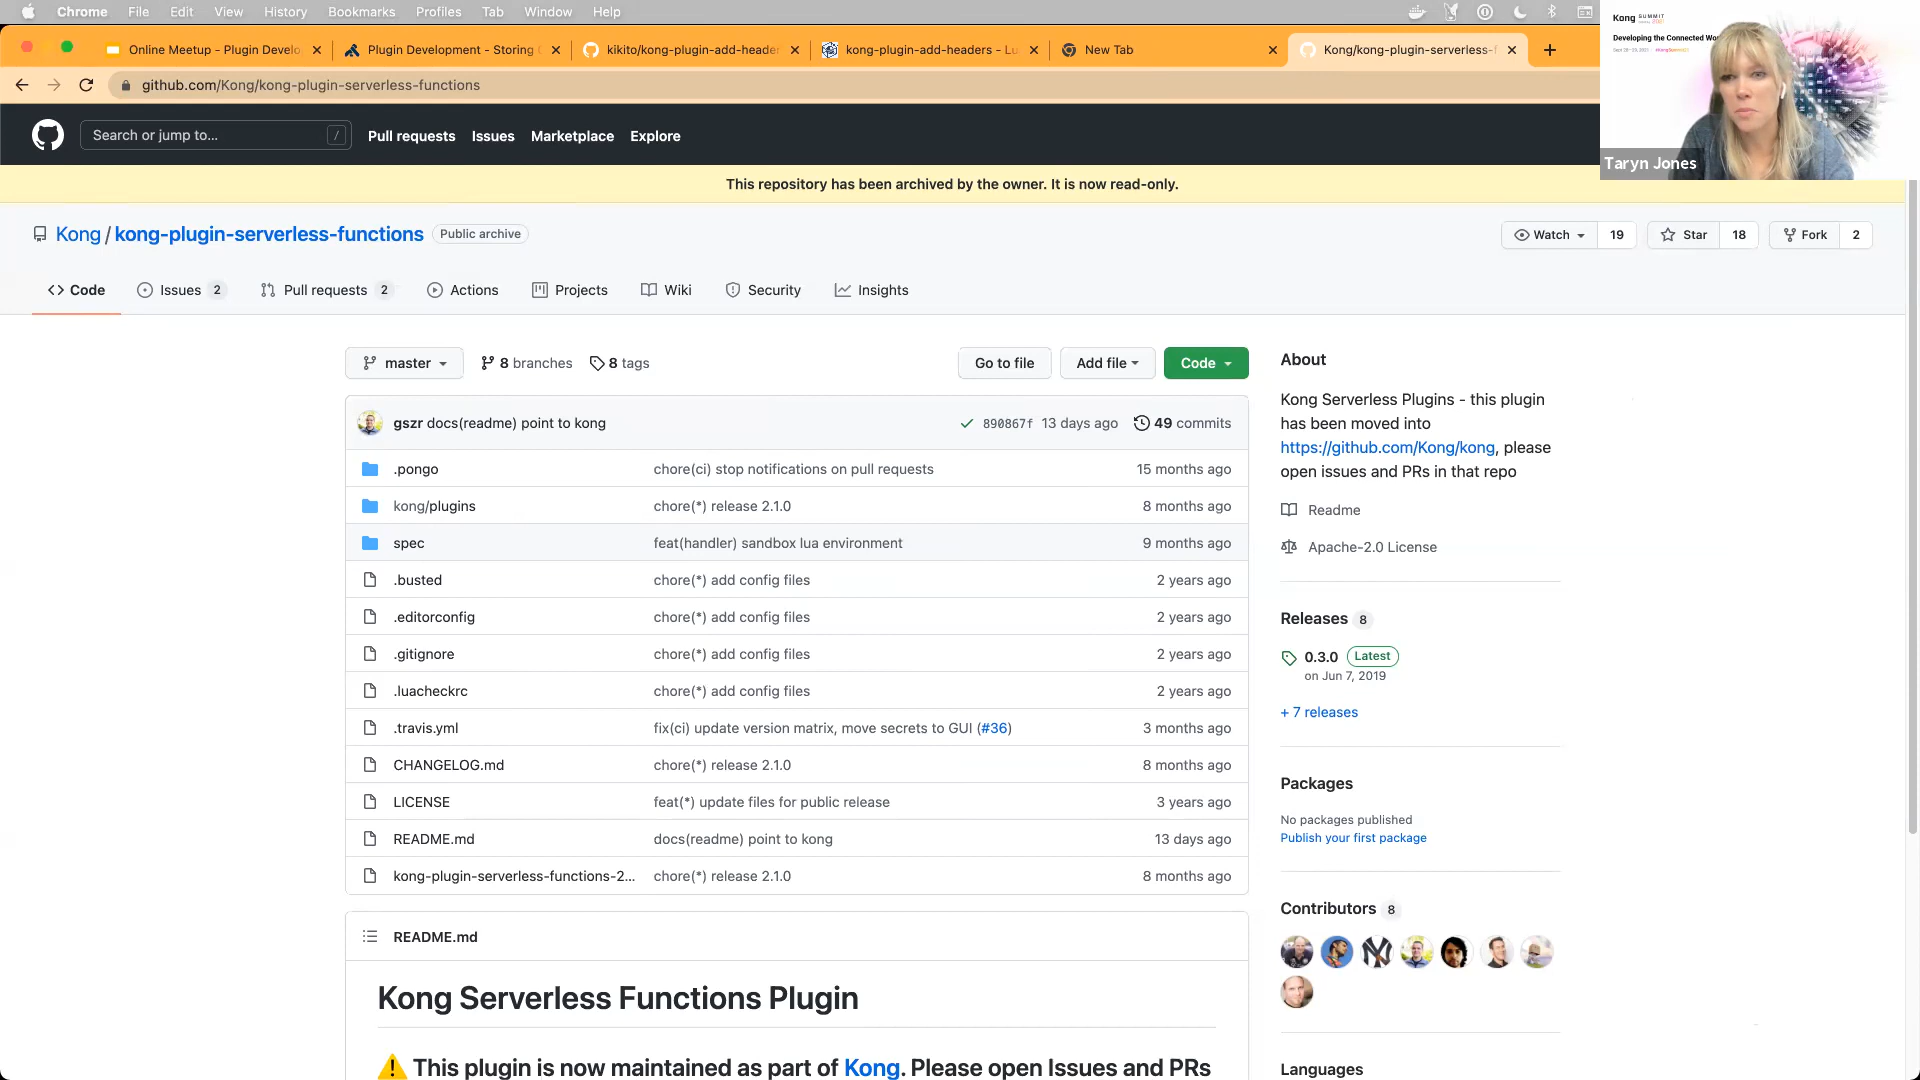 Chrome File Edit View History Bookmarks Profiles Tab Window Help
Online Meetup - Plugin Develo
Plugin Development - Storing
kikito/kong-plugin-add-header
kong-plugin-add-headers - Lu
New Tab
Kong/kong-plugin-serverless-f
github.com/Kong/kong-plugin-serverless-functions
Kong SUMMIT
Developing the Connected Wo
Taryn Jones
Search or jump to... /
Pull requests Issues Marketplace Explore
This repository has been archived by the owner. It is now read-only.
Kong / kong-plugin-serverless-functions Public archive
Watch 19 Star 18 Fork 2
Code Issues 2 Pull requests 2 Actions Projects Wiki Security Insights
master 8 branches 8 tags Go to file Add file Code
gszr docs(readme) point to kong 890867f 13 days ago 49 commits
.pongo chore(ci) stop notifications on pull requests 15 months ago
kong/plugins chore(*) release 2.1.0 8 months ago
spec feat(handler) sandbox lua environment 9 months ago
.busted chore(*) add config files 2 years ago
.editorconfig chore(*) add config files 2 years ago
.gitignore chore(*) add config files 2 years ago
.luacheckrc chore(*) add config files 2 years ago
.travis.yml fix(ci) update version matrix, move secrets to GUI (#36) 3 months ago
CHANGELOG.md chore(*) release 2.1.0 8 months ago
LICENSE feat(*) update files for public release 3 years ago
README.md docs(readme) point to kong 13 days ago
kong-plugin-serverless-functions-2... chore(*) release 2.1.0 8 months ago
README.md
Kong Serverless Functions Plugin
This plugin is now maintained as part of Kong. Please open Issues and PRs
About
Kong Serverless Plugins - this plugin
has been moved into
https://github.com/Kong/kong, please
open issues and PRs in that repo
Readme
Apache-2.0 License
Releases 8
0.3.0 Latest
on Jun 7, 2019
+ 7 releases
Packages
No packages published
Publish your first package
Contributors 8
Languages